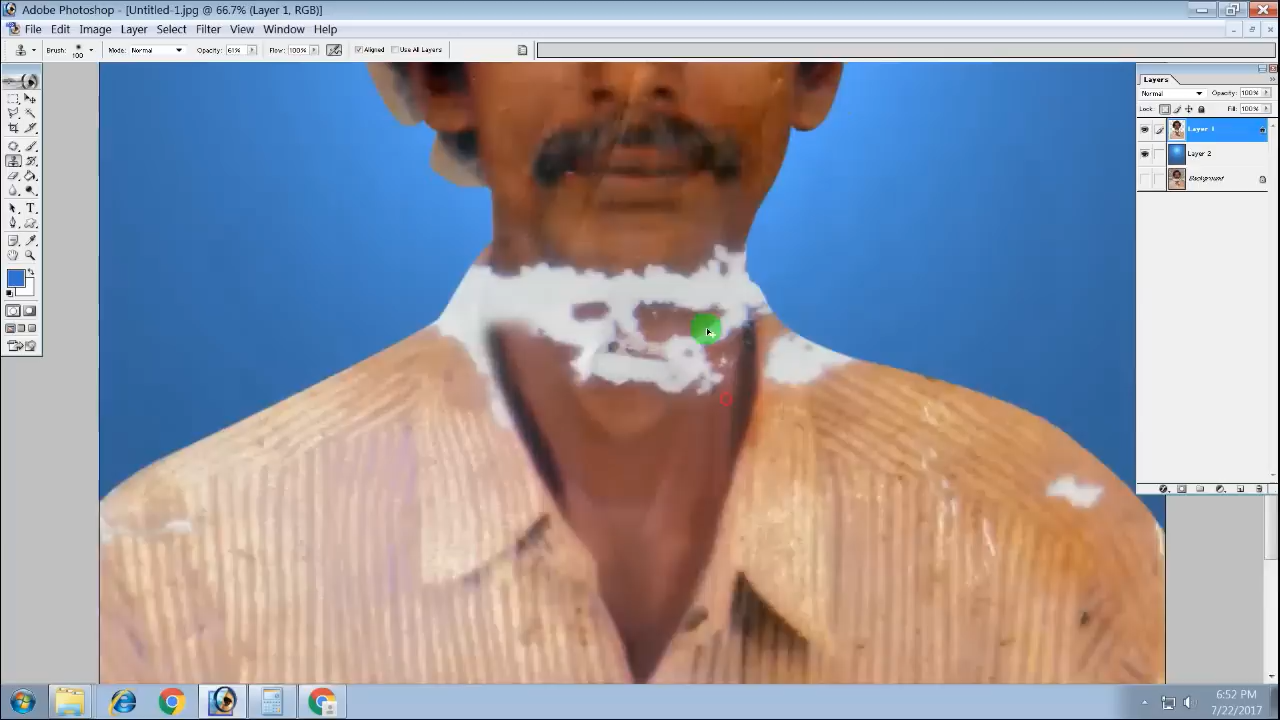 Adobe Photoshop - [Untitled-1.jpg @ 66.7% (Layer 1, RGB)]
File Edit Image Layer Select Filter View Window Help
Brush: 100 Mode: Normal Opacity: 61% Flow: 100% Aligned Use All Layers
Layers
Normal Opacity: 100%
Lock: Fill: 100%
Layer 1
Layer 2
Background
T
6:52 PM
7/22/2017